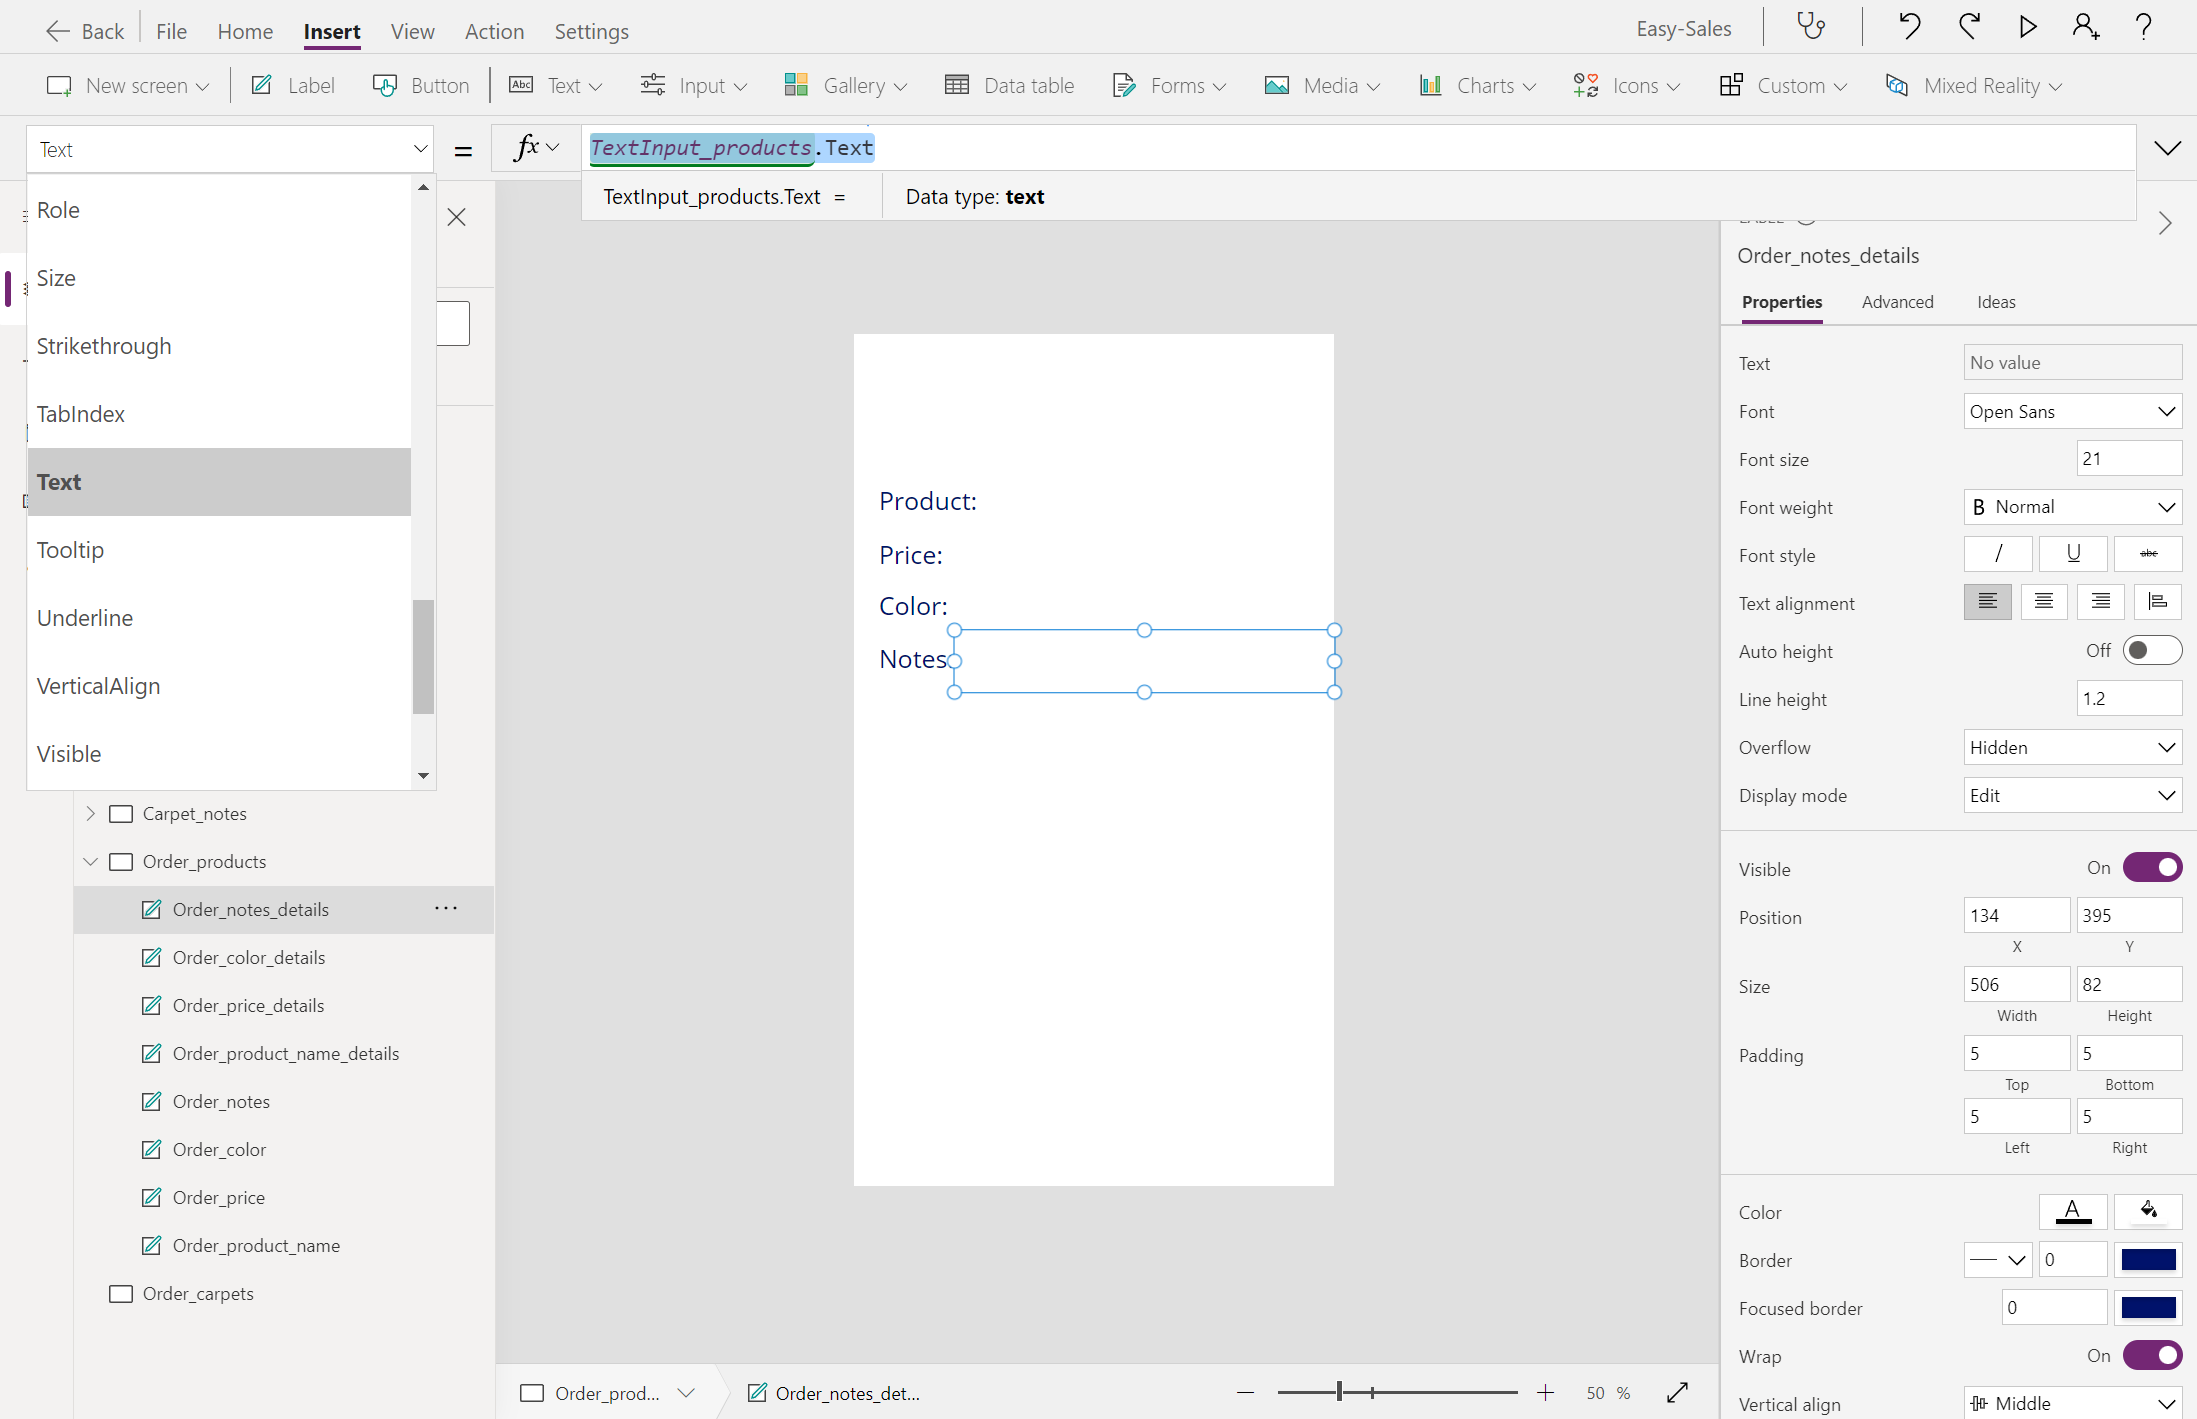 Back File Home Insert View Action Settings Easy-Sales
New screen Label Button Abc Text Input Gallery Data table Forms Media Charts Icons Custom Mixed Reality
Text = fx TextInput_products.Text
TextInput_products.Text = Data type: text
Role
Size
Strikethrough
TabIndex
Text
Tooltip
Underline
VerticalAlign
Visible
Carpet_notes
Order_products
Order_notes_details
Order_color_details
Order_price_details
Order_product_name_details
Order_notes
Order_color
Order_price
Order_product_name
Order_carpets
Product:
Price:
Color:
Notes
Order_prod...
Order_notes_det...
50 %
Order_notes_details
Properties Advanced Ideas
Text No value
Font Open Sans
Font size 21
Font weight B Normal
Font style / U abc
Text alignment
Auto height Off
Line height 1.2
Overflow Hidden
Display mode Edit
Visible On
Position 134 395
X Y
Size 506 82
Width Height
Padding 5 5
Top Bottom
5 5
Left Right
Color A
Border 0
Focused border 0
Wrap On
Vertical align Middle